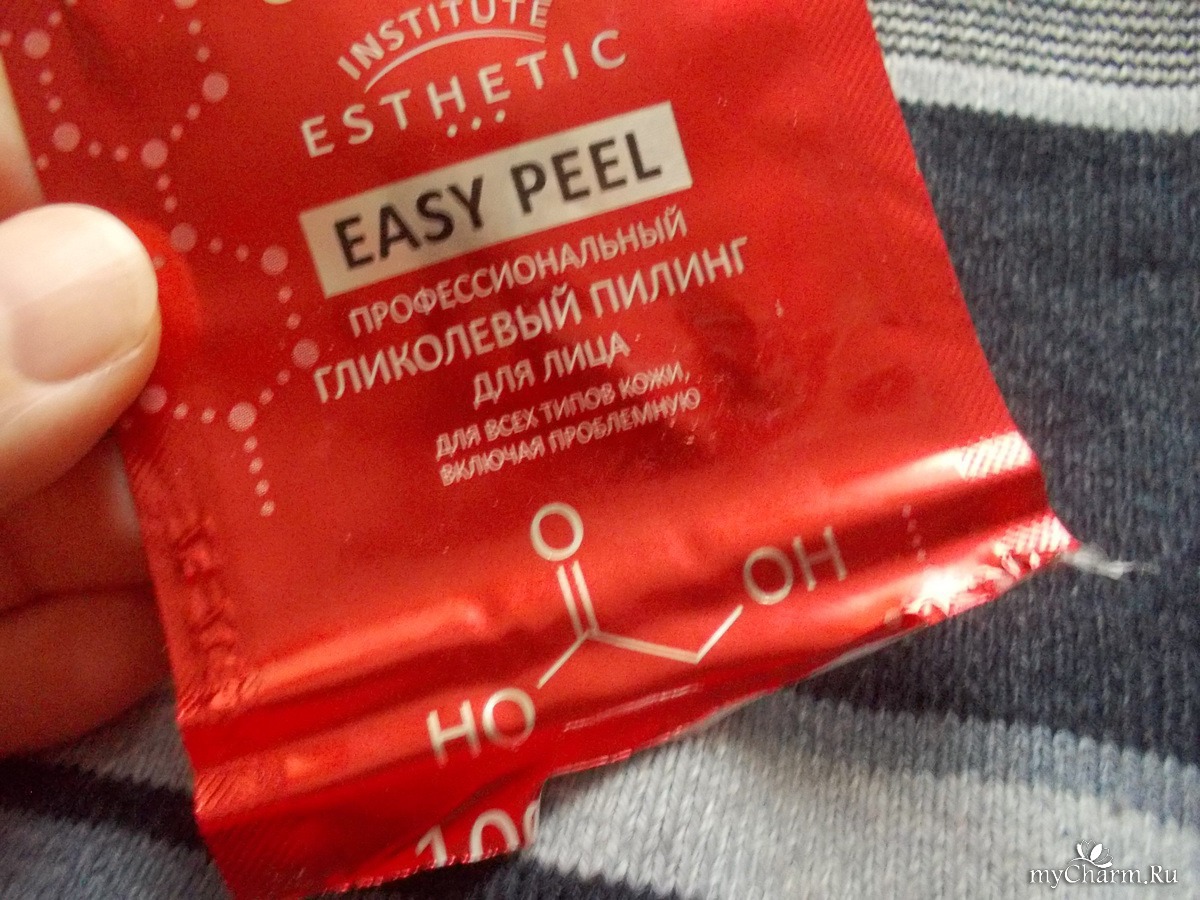 INSTITUTE
ESTHETIC
EASY PEEL
ПРОФЕССИОНАЛЬНЫЙ
ГЛИКОЛЕВЫЙ ПИЛИНГ
ДЛЯ ЛИЦА
ДЛЯ ВСЕХ ТИПОВ КОЖИ,
ВКЛЮЧАЯ ПРОБЛЕМНУЮ
O
OH
HO
myCharm.Ru